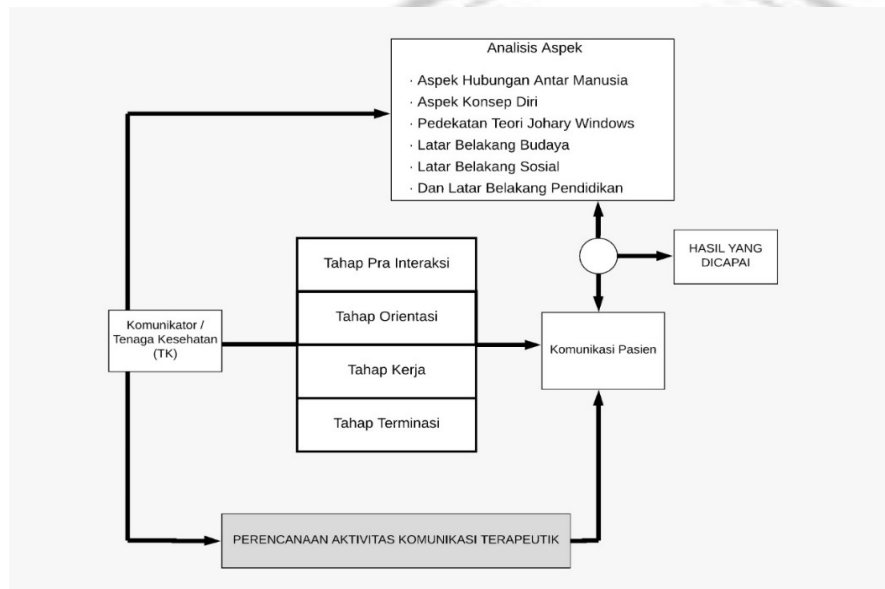 Analisis Aspek
· Aspek Hubungan Antar Manusia
· Aspek Konsep Diri
· Pedekatan Teori Johary Windows
· Latar Belakang Budaya
· Latar Belakang Sosial
· Dan Latar Belakang Pendidikan
HASIL YANG
DICAPAI
Tahap Pra Interaksi
Tahap Orientasi
Tahap Kerja
Tahap Terminasi
Komunikator /
Tenaga Kesehatan
(TK)
Komunikasi Pasien
PERENCANAAN AKTIVITAS KOMUNIKASI TERAPEUTIK